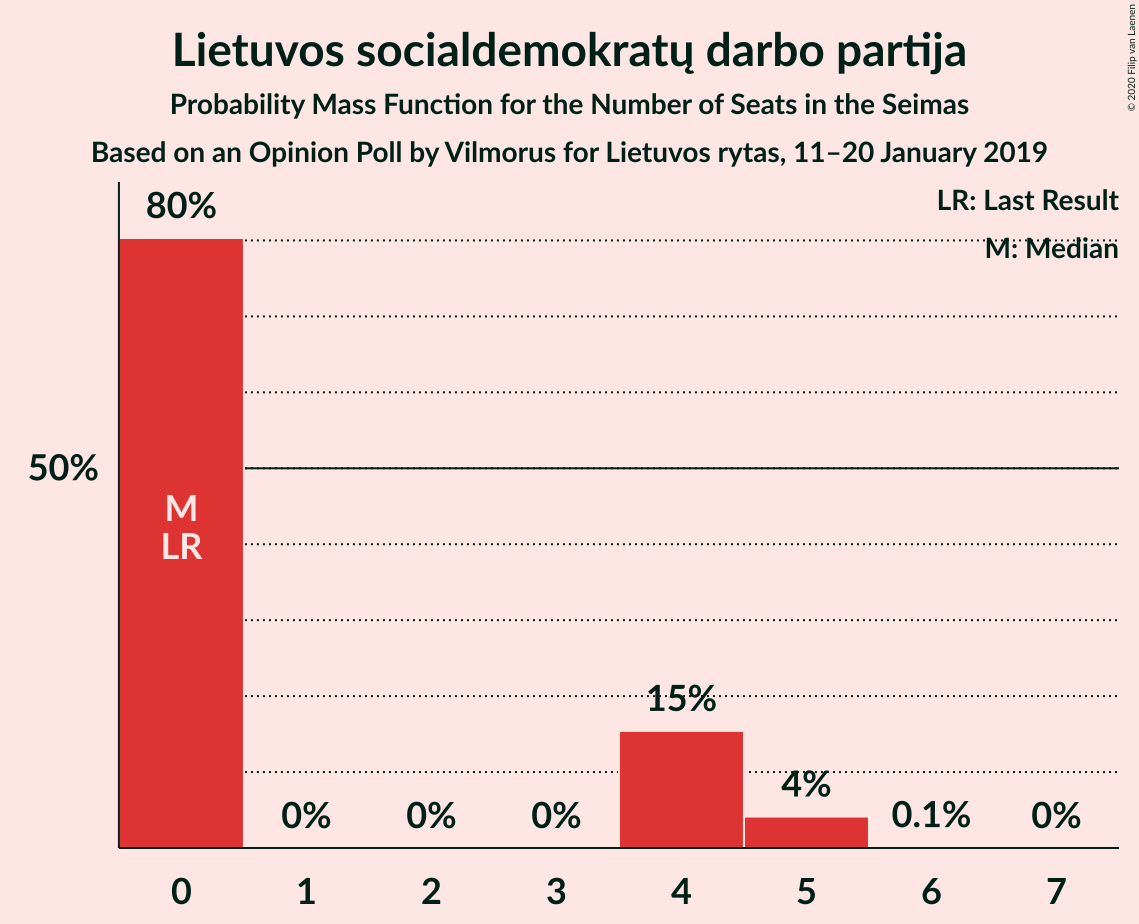 Lietuvos socialdemokratų darbo partija
Probability Mass Function for the Number of Seats in the Seimas
Based on an Opinion Poll by Vilmorus for Lietuvos rytas, 11–20 January 2019
© 2020 Filip van Laenen
LR: Last Result
M: Median
80%
50%
M
LR
0% 0% 0% 15% 4% 0.1% 0%
0 1 2 3 4 5 6 7